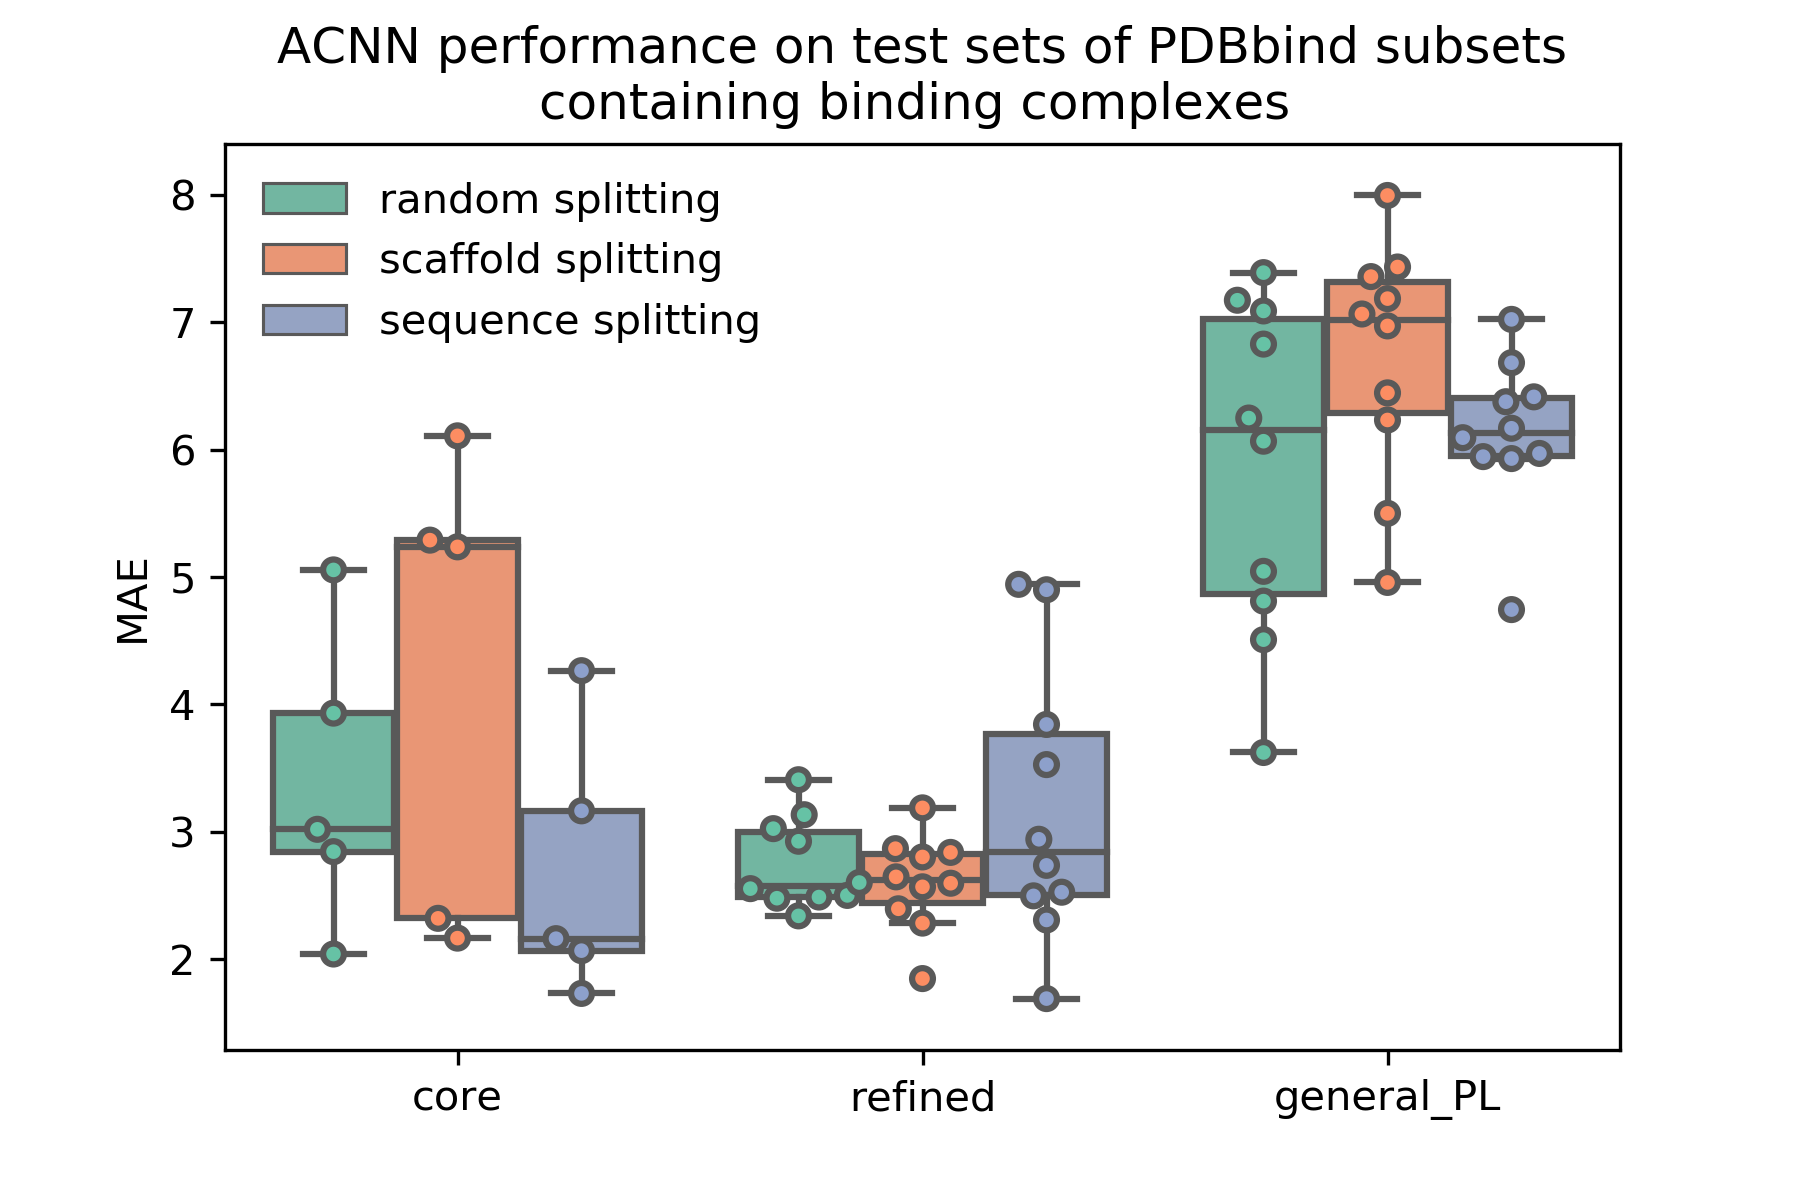 ACNN performance on test sets of PDBbind subsets
containing binding complexes
random splitting
scaffold splitting
sequence splitting
8
7
6
5
4
3
2
MAE
core
refined
general_PL